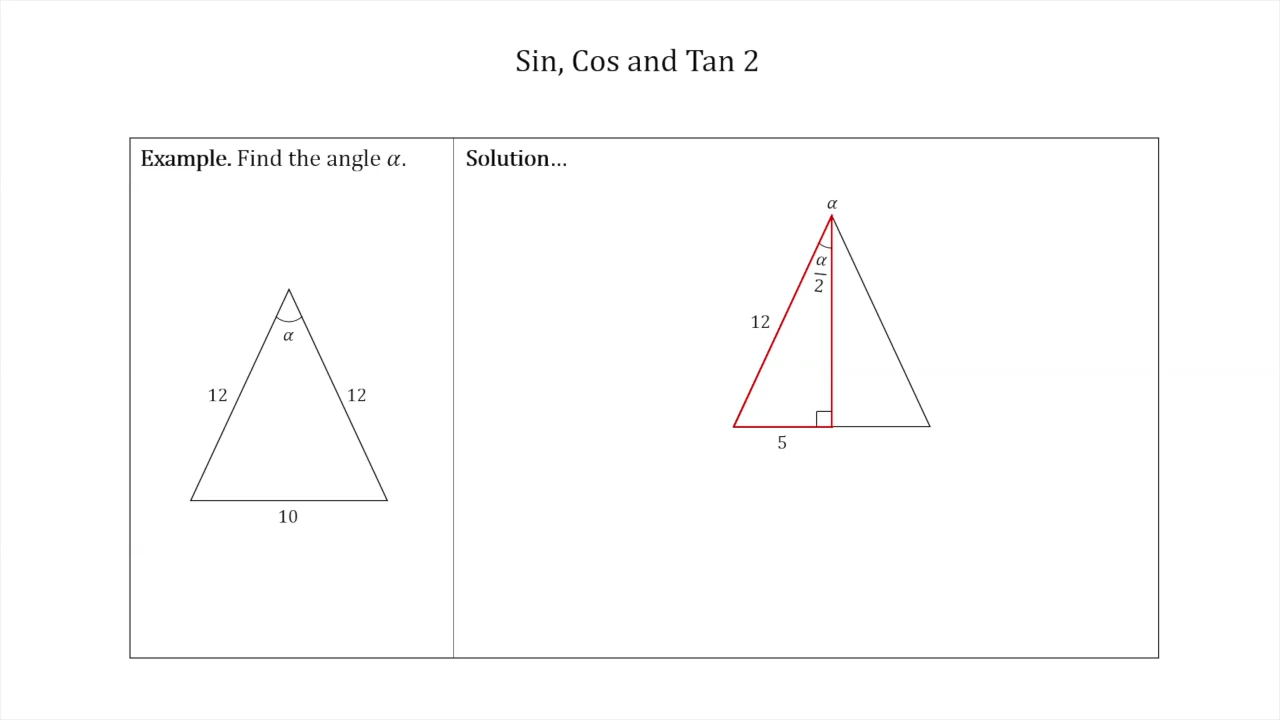 Sin, Cos and Tan 2
Example. Find the angle α.
α
12
12
10
Solution...
α
α
2
12
5